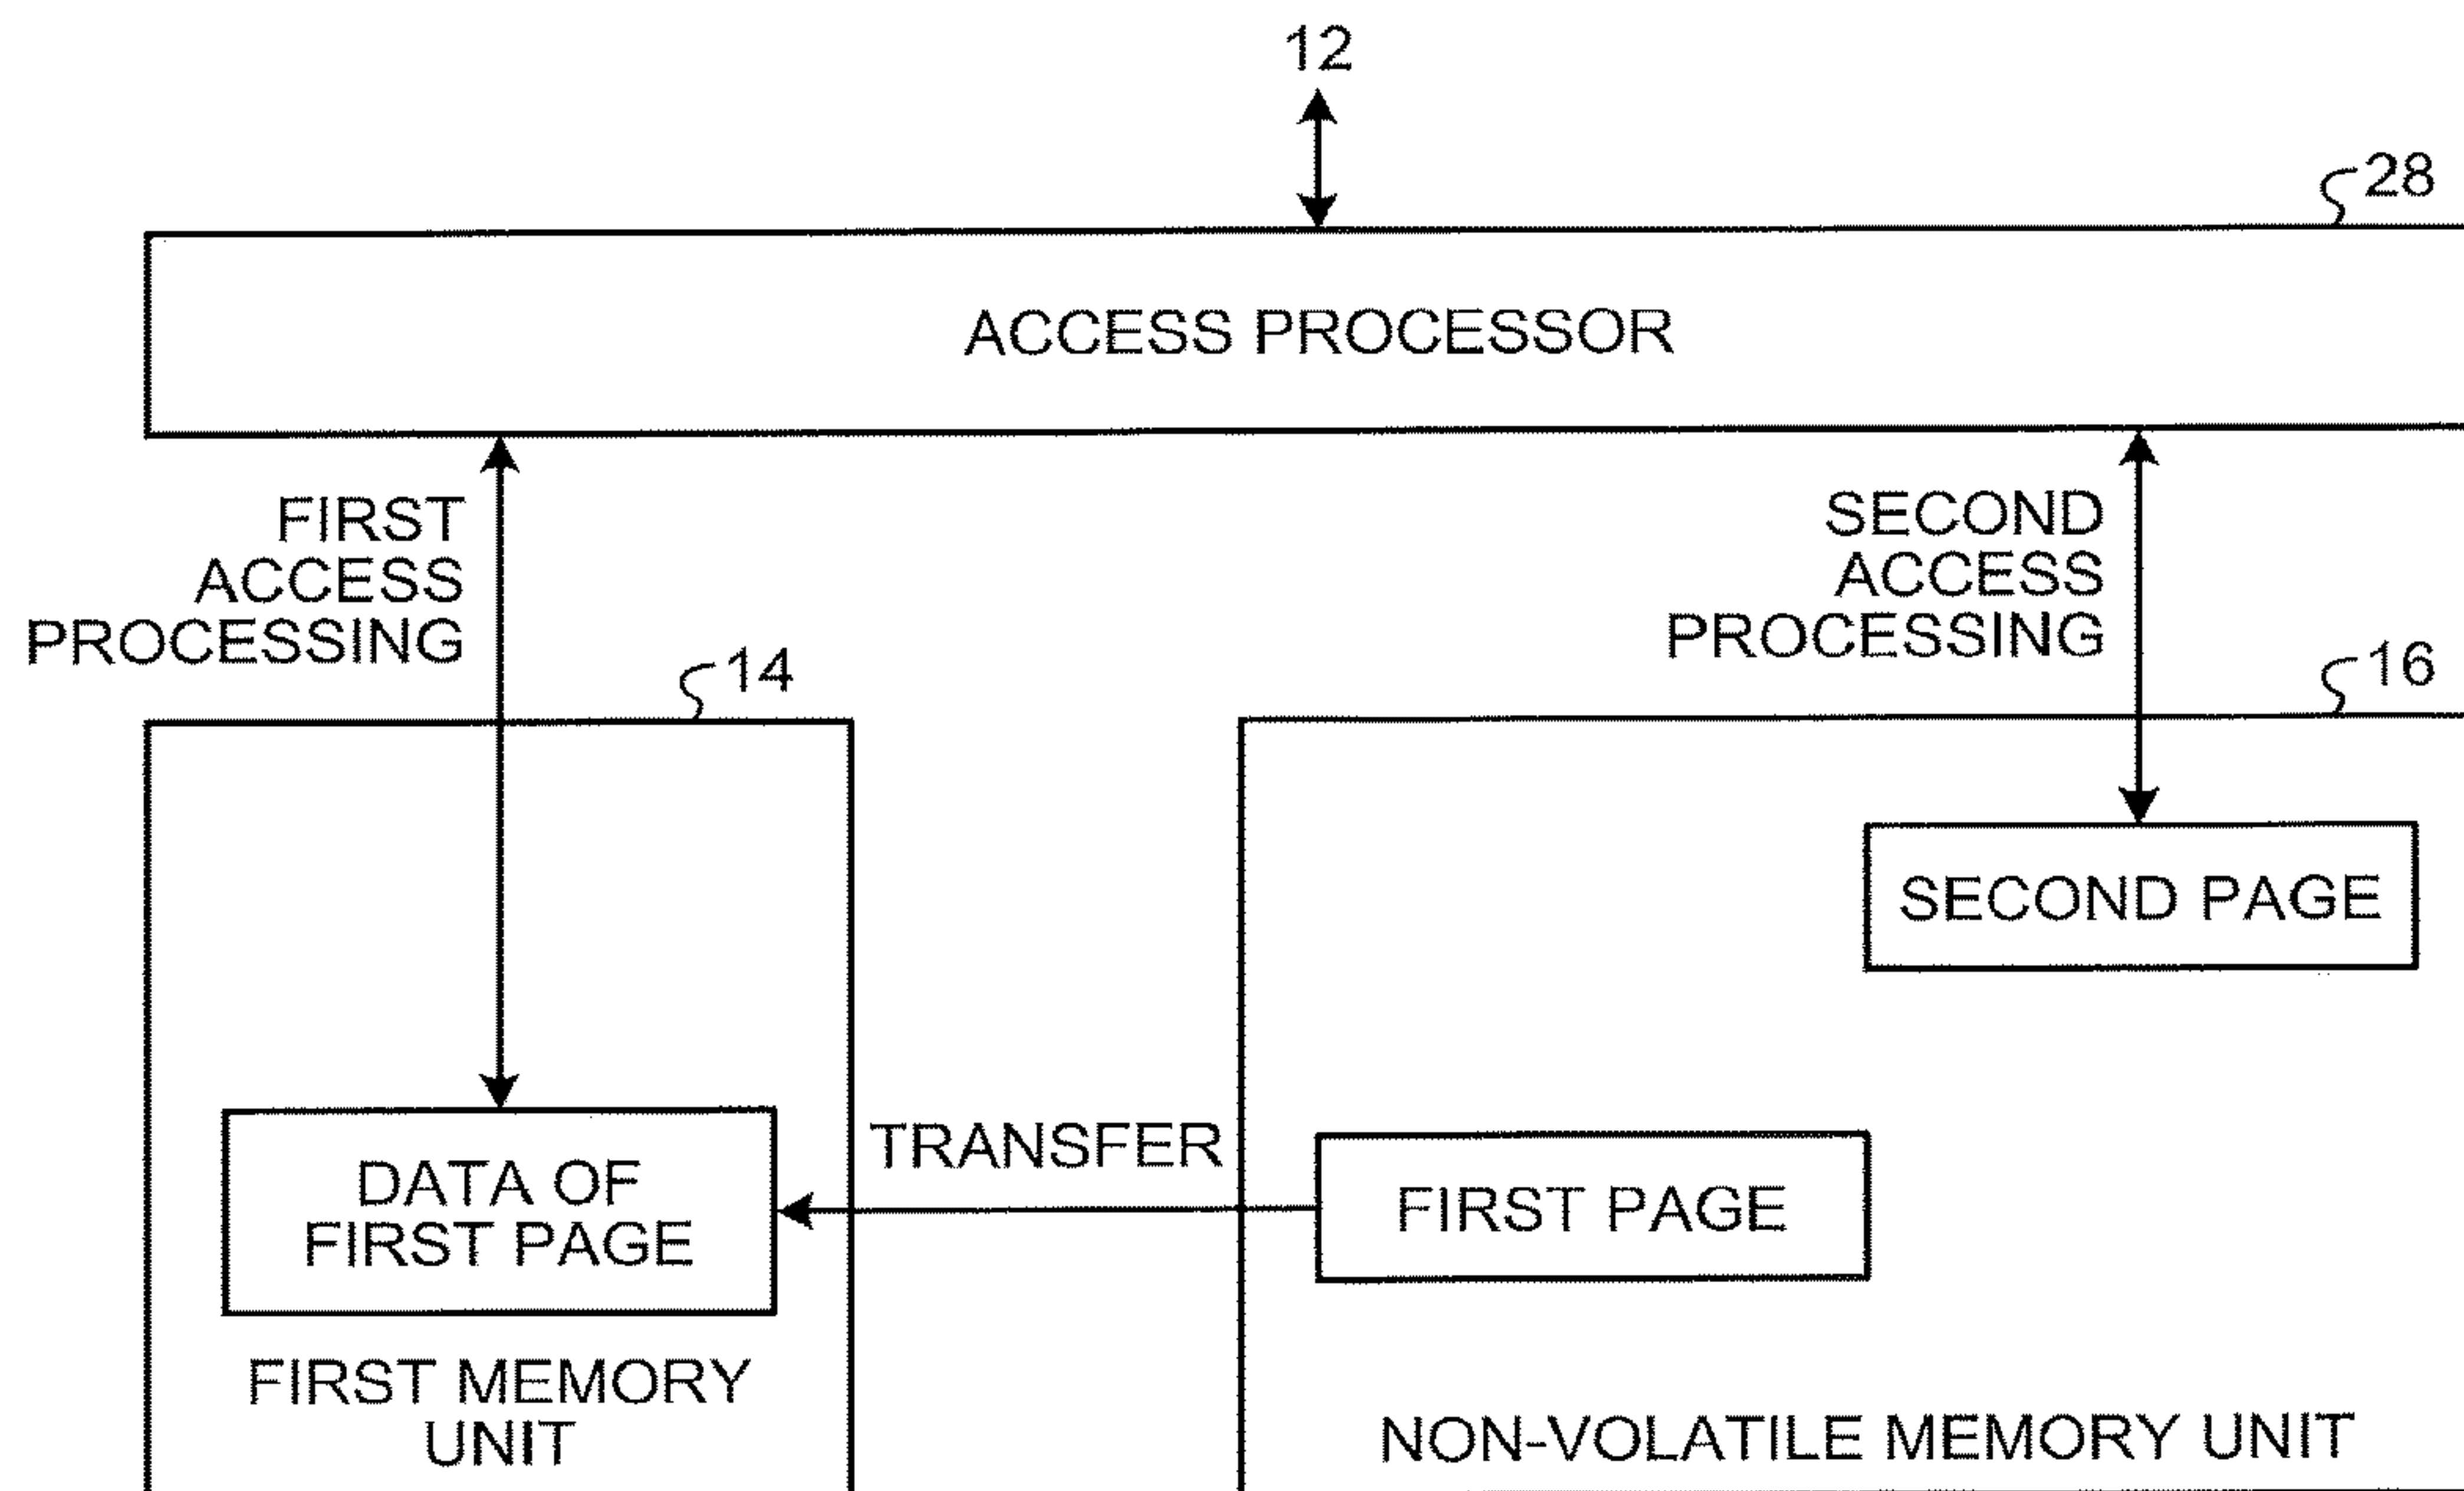 12
28
ACCESS PROCESSOR
FIRST
ACCESS
PROCESSING
SECOND
ACCESS
PROCESSING
14
16
SECOND PAGE
DATA OF
FIRST PAGE
TRANSFER
FIRST PAGE
FIRST MEMORY
UNIT
NON-VOLATILE MEMORY UNIT